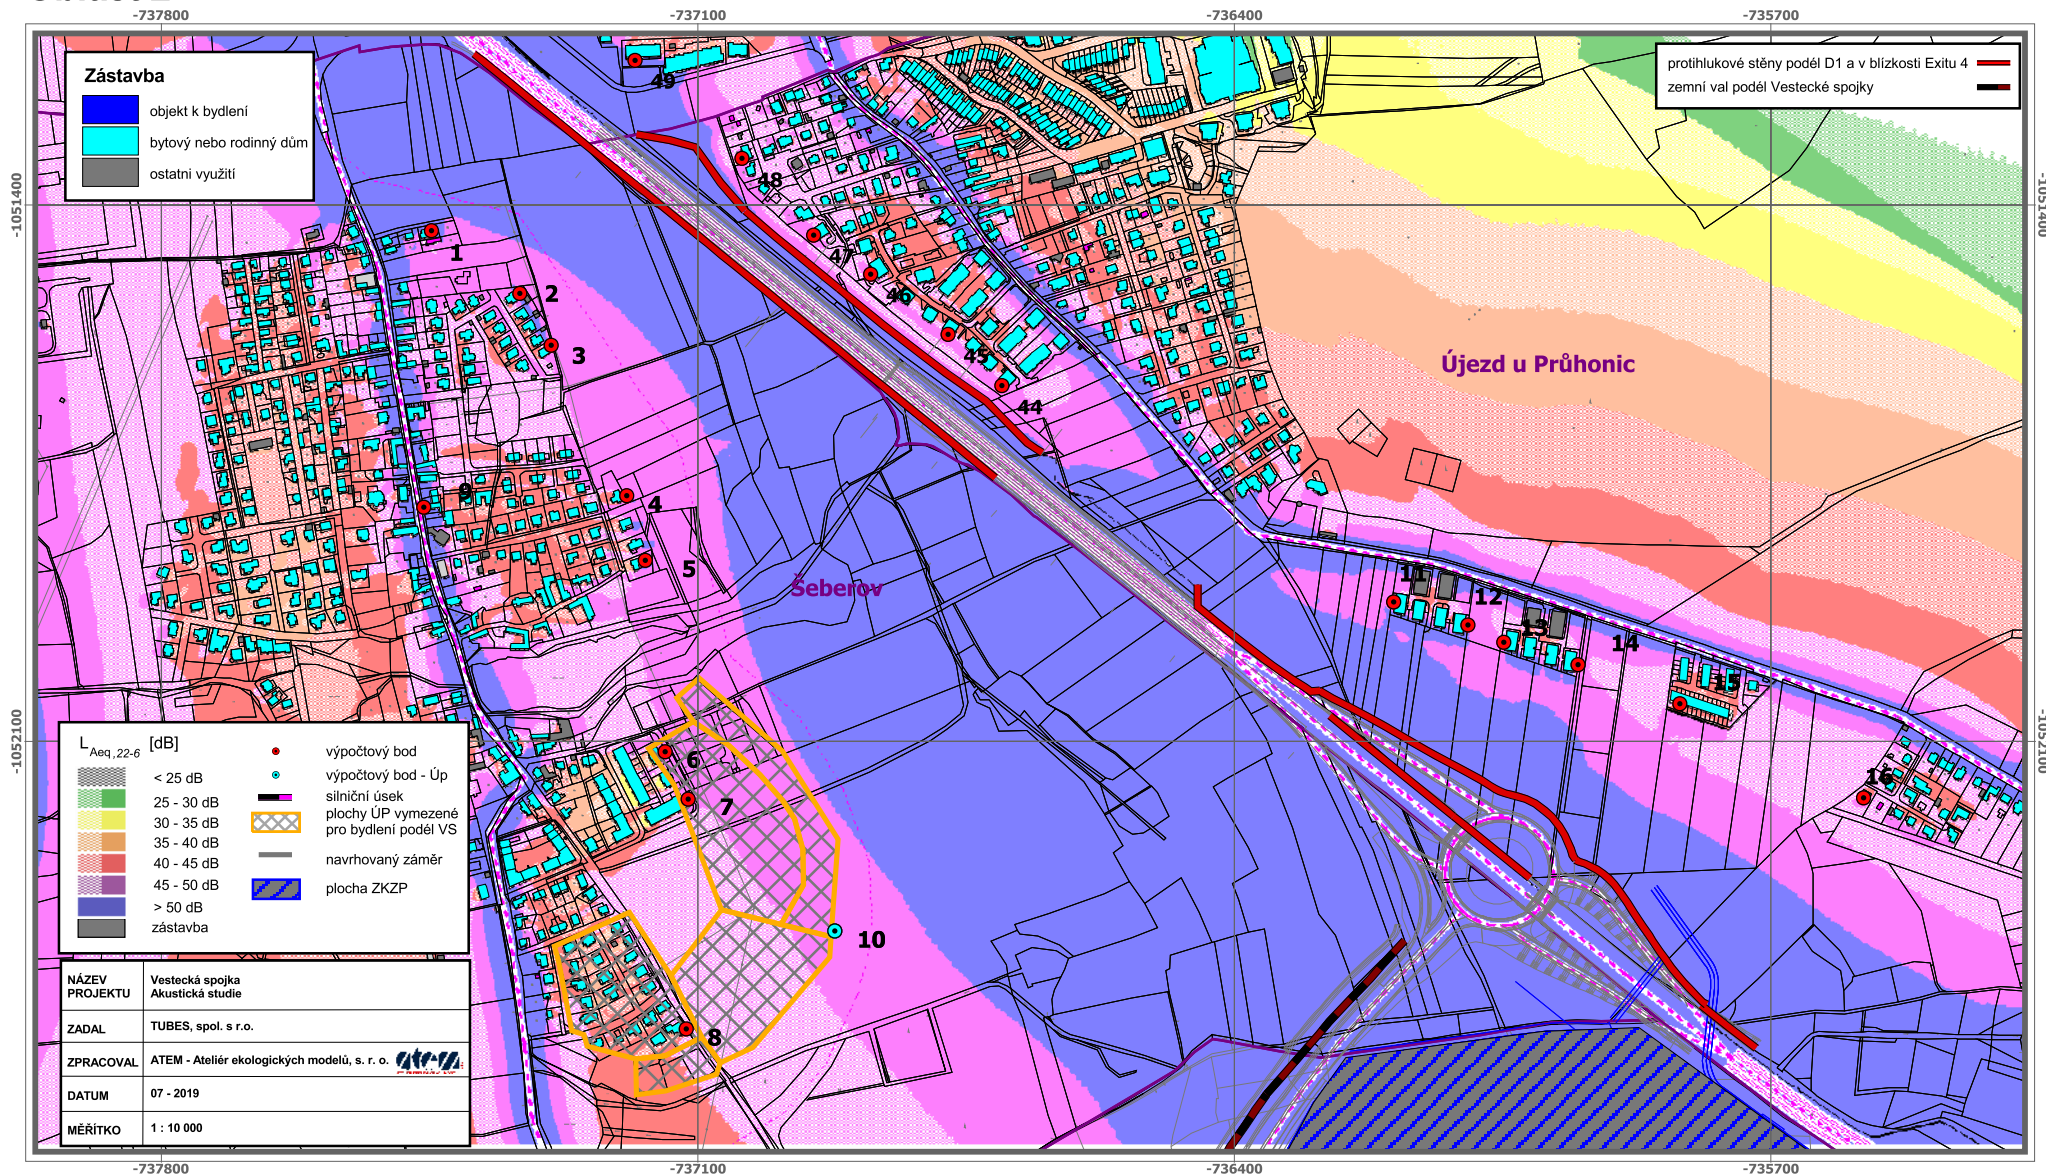 -737800
-737100
-736400
-735700
-1051400
-1052100
-1051400
-1052100
Zástavba
objekt k bydlení
bytový nebo rodinný dům
ostatni využití
protihlukové stěny podél D1 a v blízkosti Exitu 4
zemní val podél Vestecké spojky
49
48
1
47
2
46
3
45
44
Újezd u Průhonic
9
4
5
Šeberov
11
12
13
14
15
6
16
7
10
8
LAeq,22-6 [dB]
< 25 dB
25 - 30 dB
30 - 35 dB
35 - 40 dB
40 - 45 dB
45 - 50 dB
> 50 dB
zástavba
výpočtový bod
výpočtový bod - Úp
silniční úsek
plochy ÚP vymezené
pro bydlení podél VS
navrhovaný záměr
plocha ZKZP
NÁZEV PROJEKTU
Vestecká spojka
Akustická studie
ZADAL TUBES, spol. s r.o.
ZPRACOVAL ATEM - Ateliér ekologických modelů, s. r. o. atem
DATUM 07 - 2019
MĚŘÍTKO 1 : 10 000
-737800
-737100
-736400
-735700